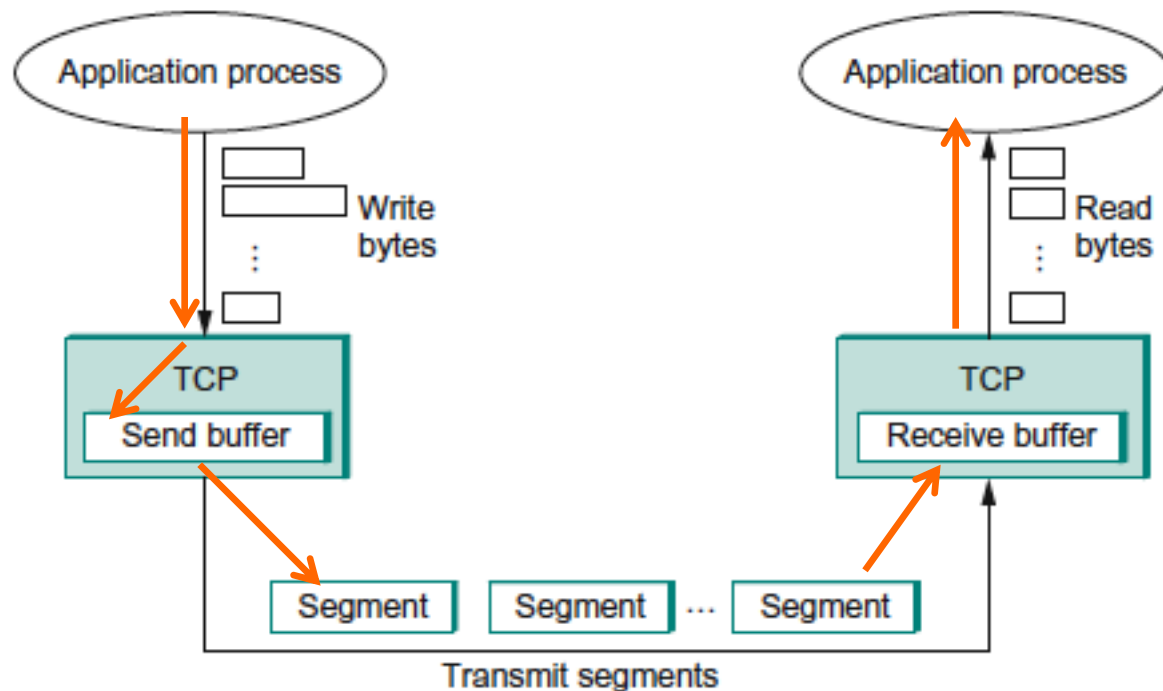 Application process
Application process
Write
bytes
⋮
Read
bytes
⋮
TCP
Send buffer
TCP
Receive buffer
Segment
Segment
...
Segment
Transmit segments